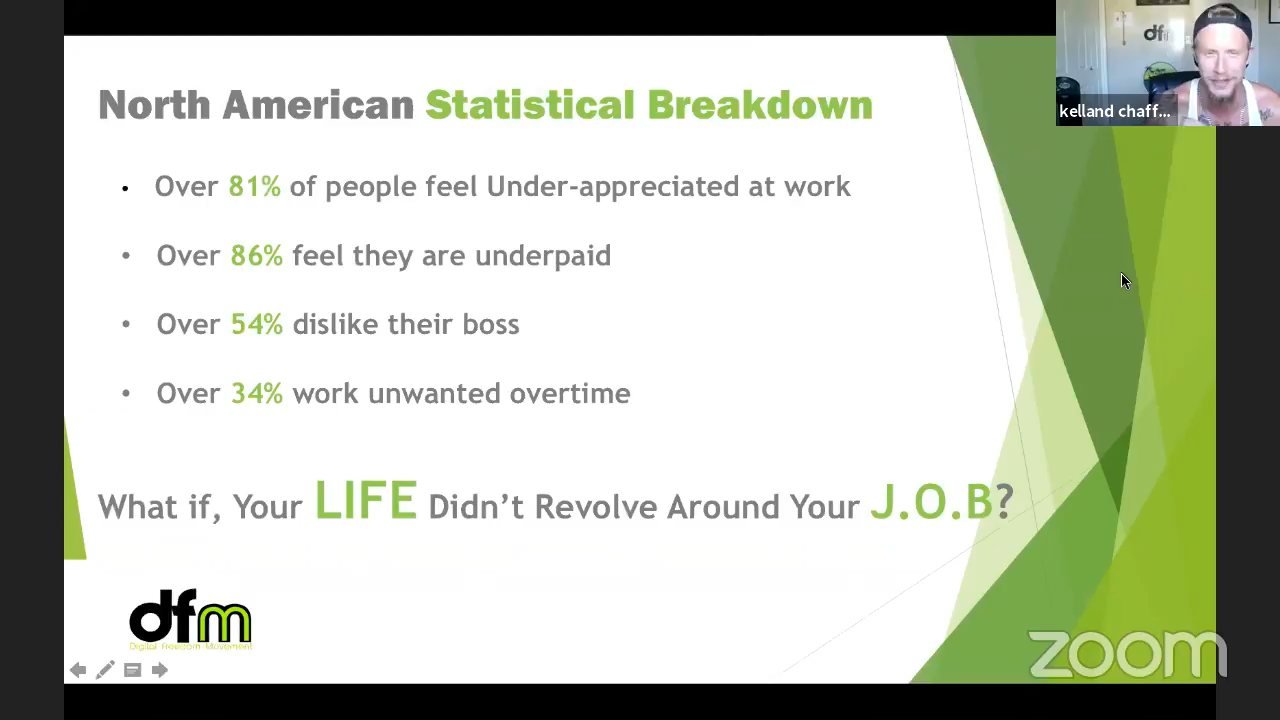 dfm
kelland chaff...
North American Statistical Breakdown
• Over 81% of people feel Under-appreciated at work
• Over 86% feel they are underpaid
• Over 54% dislike their boss
• Over 34% work unwanted overtime
What if, Your LIFE Didn't Revolve Around Your J.O.B?
dfm
Digital Freedom Movement
zoom